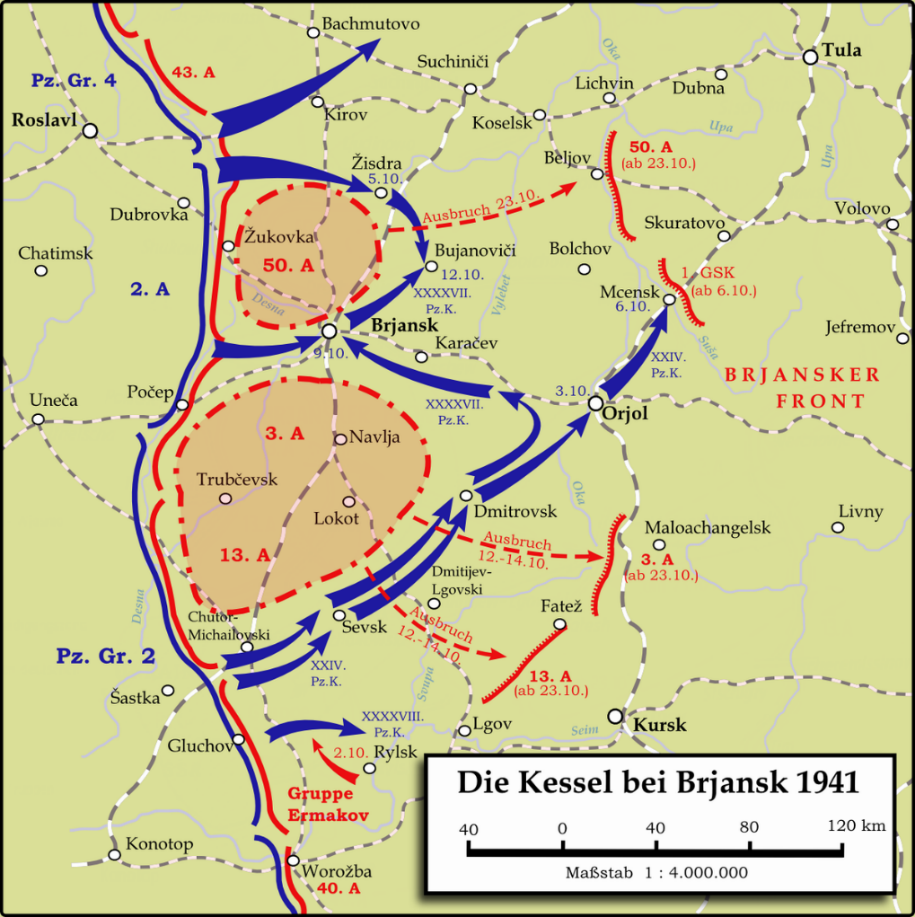 Bachmutovo
Pz. Gr. 4
43. A
Suchiniči
Tula
Oka
Lichvin
Dubna
Roslavl
Kirov
Koselsk
Upa
50. A
(ab 23.10.)
Upa
Žisdra
5.10.
Beljov
Dubrovka
Ausbruch 23.10.
Skuratovo
Volovo
Žukovka
Bujanoviči
Bolchov
Chatimsk
50. A
12.10.
1. GSK
(ab 6.10.)
2. A
XXXXVII.
Pz.K.
Vylebet
Mcensk
6.10.
Desna
Brjansk
Jefremov
9.10.
Karačev
Suša
XXIV.
Pz.K.
BRJANSKER
FRONT
Počep
3.10.
Uneča
XXXXVII.
Pz.K.
Orjol
3. A
Navlja
Trubčevsk
Oka
Lokot
Dmitrovsk
Livny
Maloachangelsk
13. A
Ausbruch
12.-14.10.
3. A
(ab 23.10.)
Desna
Dmitijev-
Lgovski
Chutor-
Michailovski
Sevsk
Ausbruch
12.-14.10.
Fatež
Pz. Gr. 2
XXIV.
Pz.K.
13. A
(ab 23.10.)
Šastka
Svupa
XXXXVIII.
Pz.K.
Lgov
Seim
Kursk
Gluchov
2.10.
Rylsk
Gruppe
Ermakov
Konotop
Worožba
40. A
Die Kessel bei Brjansk 1941
40 0 40 80 120 km
Maßstab 1 : 4.000.000